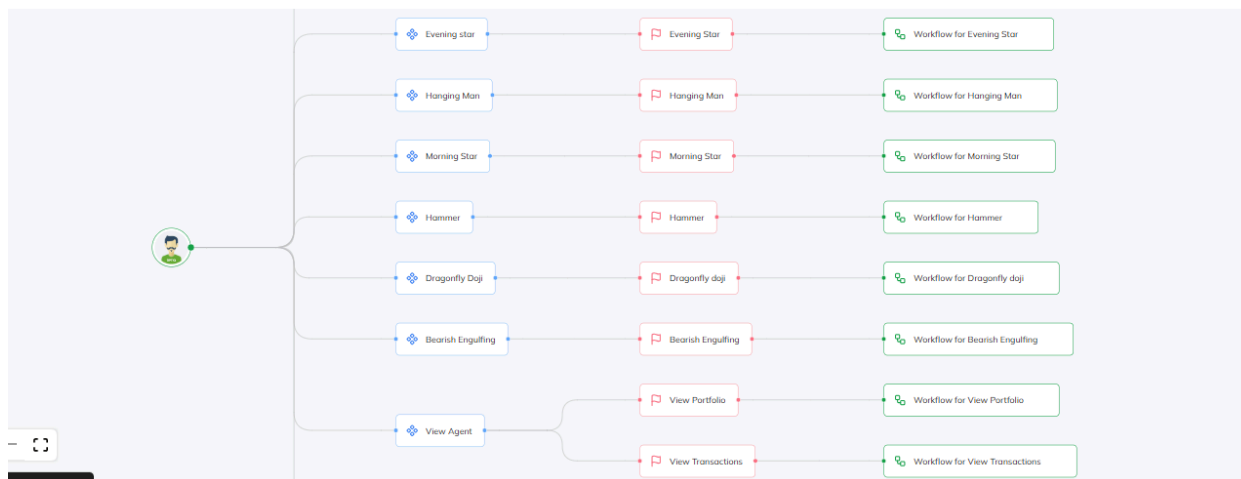 Evening star Evening Star Workflow for Evening Star
Hanging Man Hanging Man Workflow for Hanging Man
Morning Star Morning Star Workflow for Morning Star
Hammer Hammer Workflow for Hammer
Dragonfly Doji Dragonfly doji Workflow for Dragonfly doji
Bearish Engulfing Bearish Engulfing Workflow for Bearish Engulfing
View Portfolio Workflow for View Portfolio
View Agent
View Transactions Workflow for View Transactions